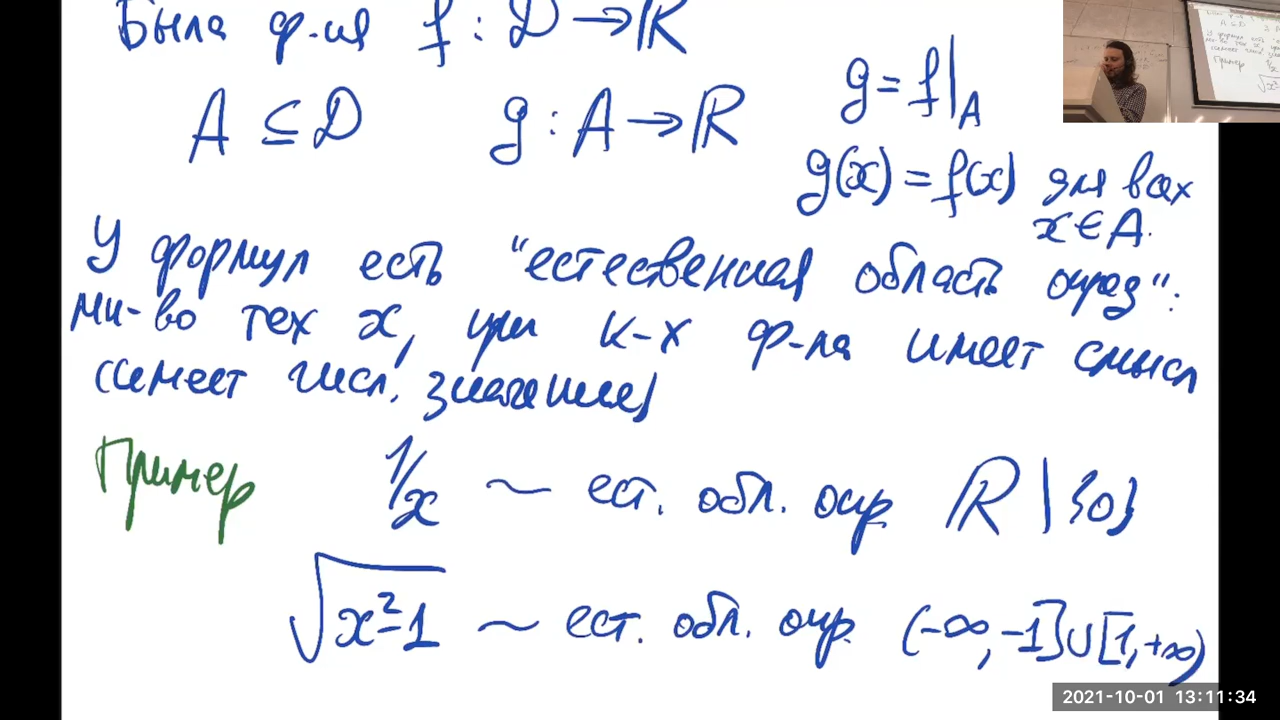 Была ф-ия f : D → ℝ
A ⊆ D g : A → ℝ g = f|_A
g(x) = f(x) для всех
x ∈ A.
У формул есть "естественная область опред":
мн-во тех x, при к-х ф-ла имеет смысл
(имеет числ. значение)
Пример 1/x ~ ест. обл. опр. ℝ \ {0}
√(x²-1) ~ ест. обл. опр. (-∞, -1] ∪ [1, +∞)
2021-10-01 13:11:34